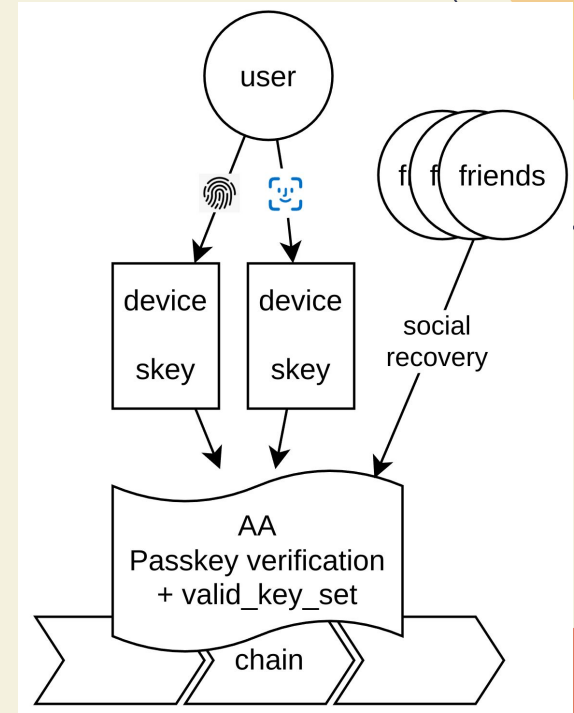 user
f
f
friends
device
device
skey
skey
social
recovery
AA
Passkey verification
+ valid_key_set
chain